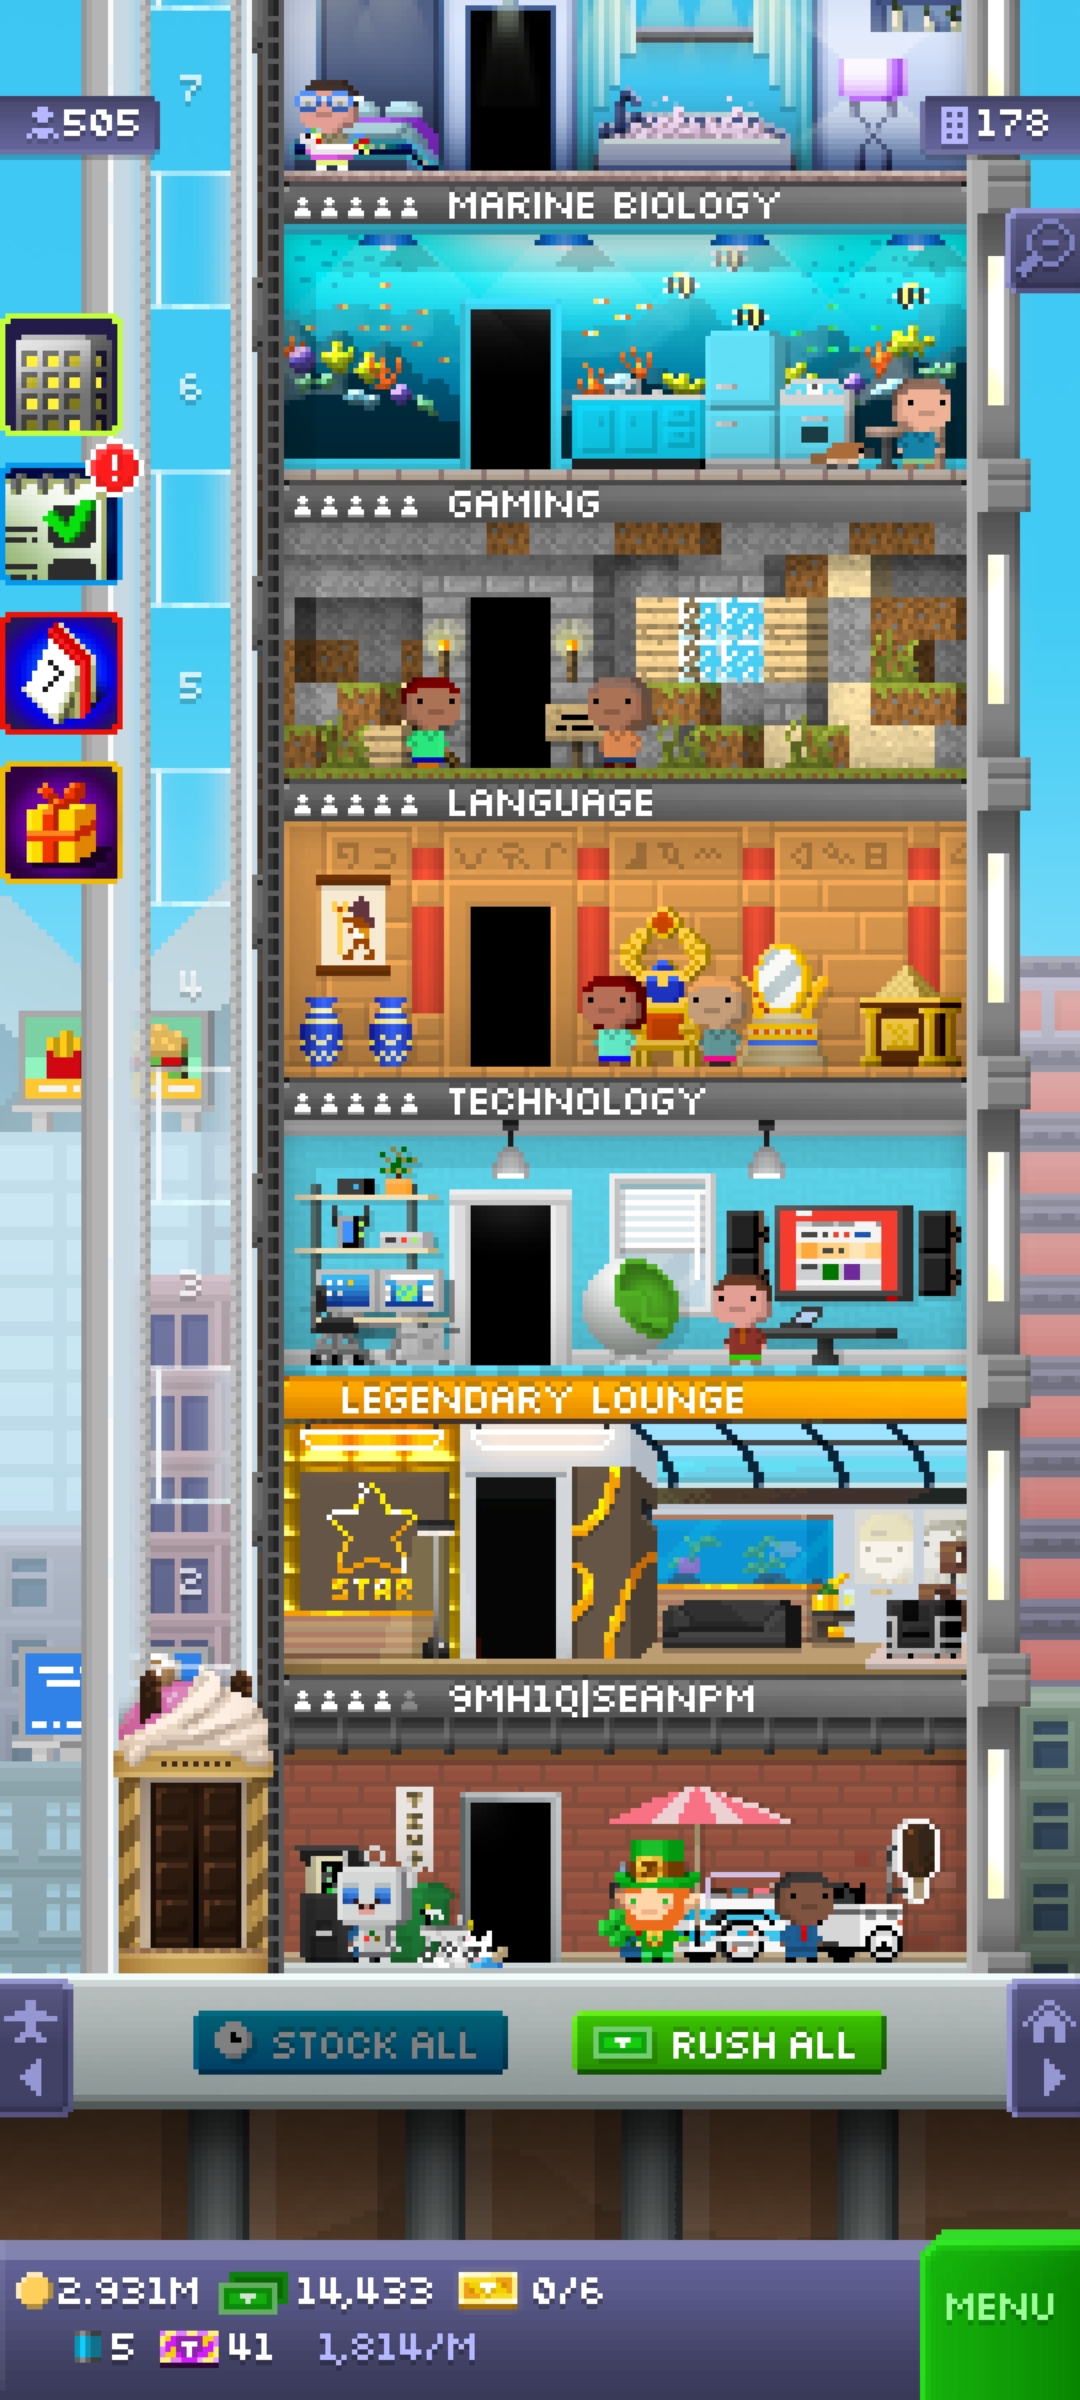 7
505
178
MARINE BIOLOGY
6
GAMING
5
LANGUAGE
4
TECHNOLOGY
3
LEGENDARY LOUNGE
STAR
2
9MH1Q|SEANPM
STOCK ALL
RUSH ALL
2.931M
14,433
0/6
MENU
5
T
41
1,814/M